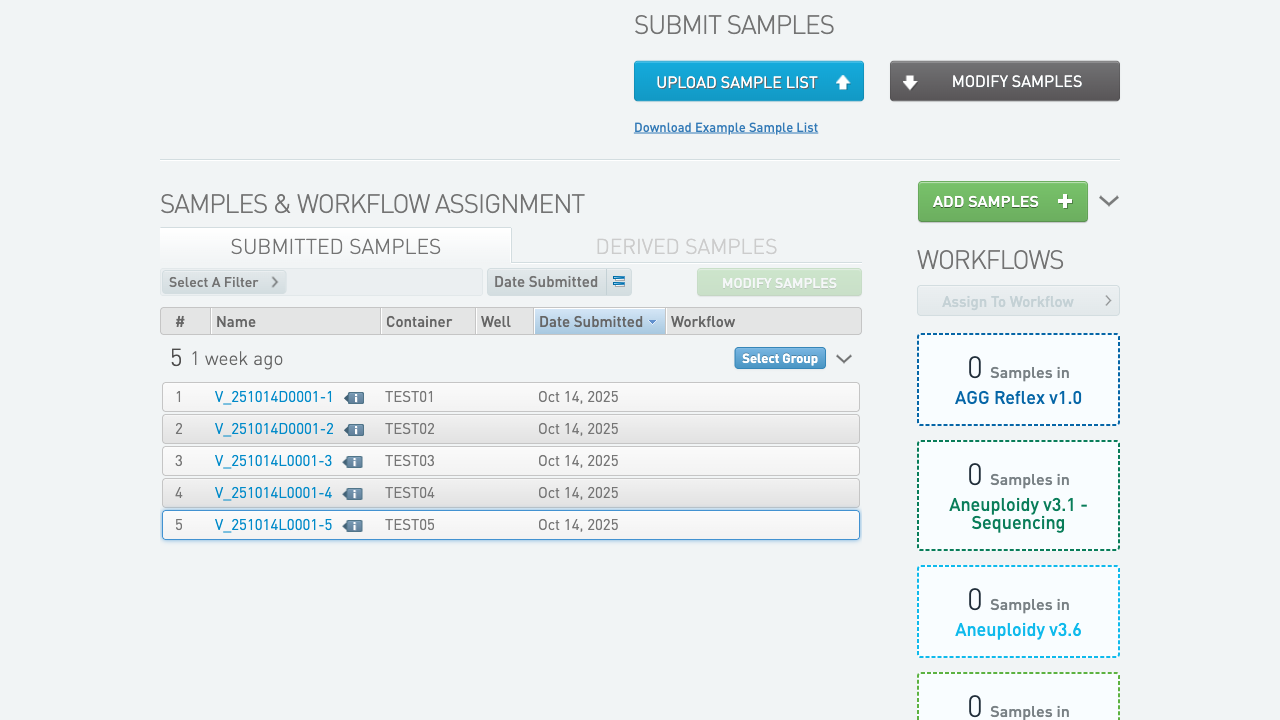 SUBMIT SAMPLES
UPLOAD SAMPLE LIST
MODIFY SAMPLES
Download Example Sample List
SAMPLES & WORKFLOW ASSIGNMENT
ADD SAMPLES
SUBMITTED SAMPLES
DERIVED SAMPLES
WORKFLOWS
Select A Filter
Date Submitted
MODIFY SAMPLES
Assign To Workflow
# Name Container Well Date Submitted Workflow
5 1 week ago
Select Group
1 V_251014D0001-1 TEST01 Oct 14, 2025
2 V_251014D0001-2 TEST02 Oct 14, 2025
3 V_251014L0001-3 TEST03 Oct 14, 2025
4 V_251014L0001-4 TEST04 Oct 14, 2025
5 V_251014L0001-5 TEST05 Oct 14, 2025
0 Samples in
AGG Reflex v1.0
0 Samples in
Aneuploidy v3.1 -
Sequencing
0 Samples in
Aneuploidy v3.6
0 Samples in